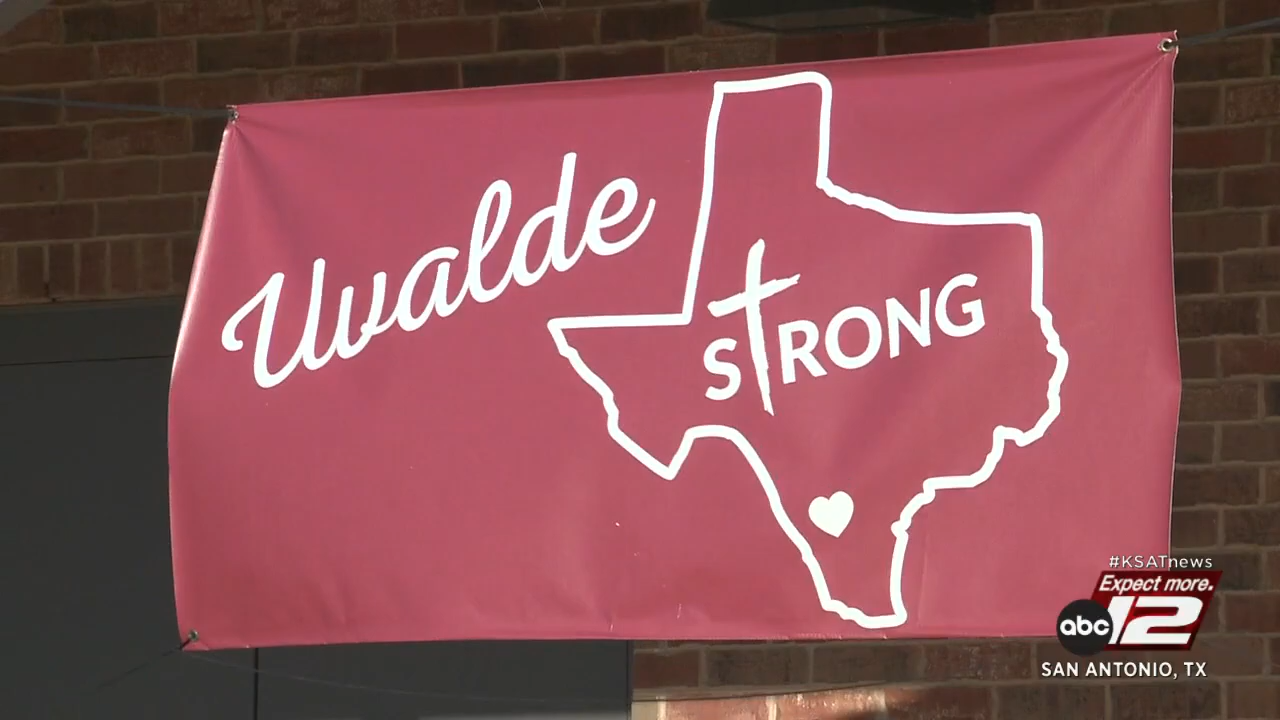 Uvalde
STRONG
#KSATnews
Expect more.
abc 12
SAN ANTONIO, TX